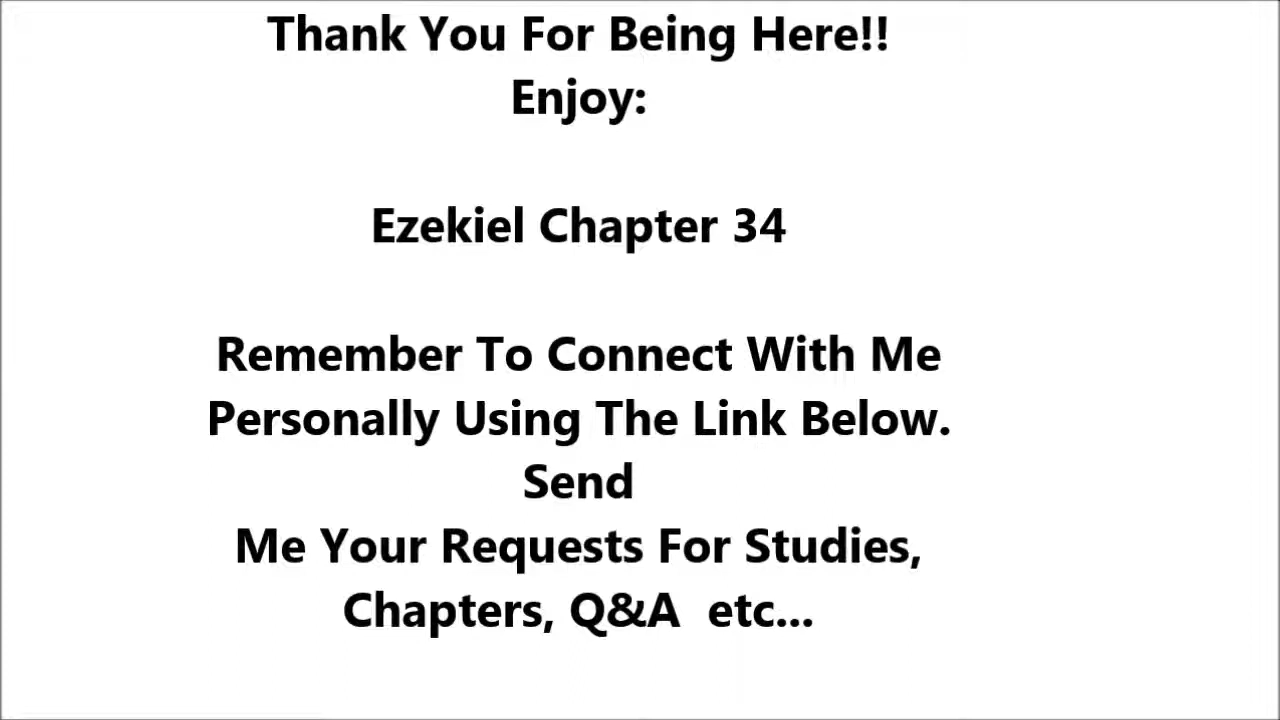 Thank You For Being Here!!
Enjoy:
Ezekiel Chapter 34
Remember To Connect With Me
Personally Using The Link Below.
Send
Me Your Requests For Studies,
Chapters, Q&A  etc...